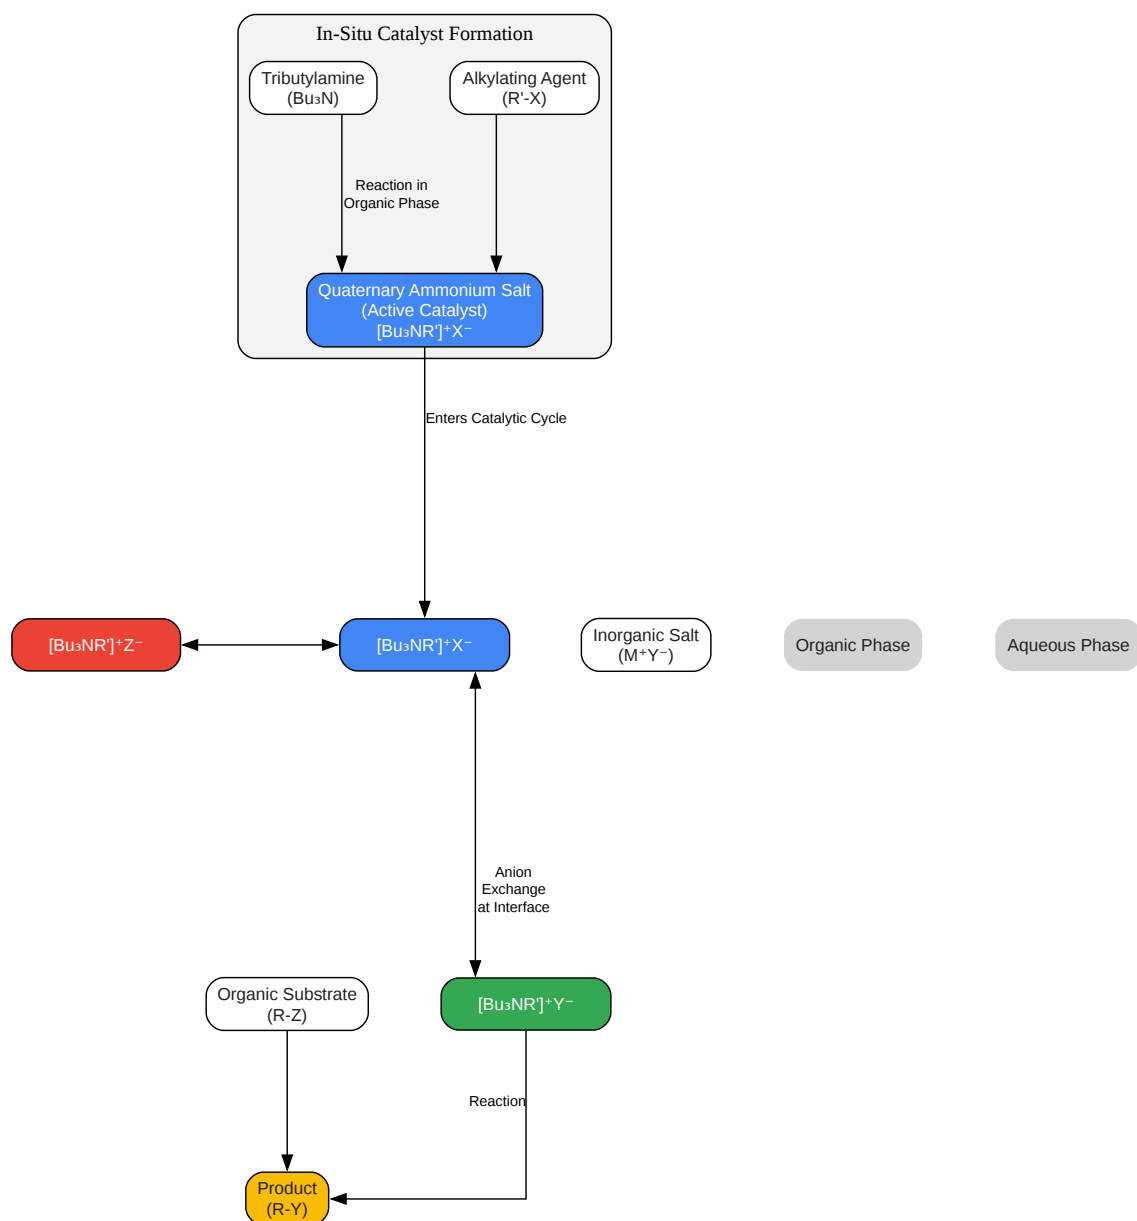 In-Situ Catalyst Formation
Tributylamine
(Bu₃N)
Alkylating Agent
(R'-X)
Reaction in
Organic Phase
Quaternary Ammonium Salt
(Active Catalyst)
[Bu₃NR']⁺X⁻
Enters Catalytic Cycle
[Bu₃NR']⁺Z⁻
[Bu₃NR']⁺X⁻
Inorganic Salt
(M⁺Y⁻)
Organic Phase
Aqueous Phase
Anion
Exchange
at Interface
Organic Substrate
(R-Z)
[Bu₃NR']⁺Y⁻
Reaction
Product
(R-Y)